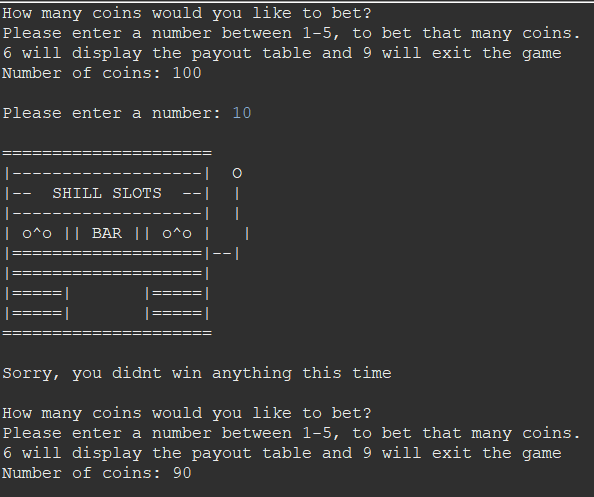 How many coins would you like to bet?
Please enter a number between 1-5, to bet that many coins.
6 will display the payout table and 9 will exit the game
Number of coins: 100
Please enter a number: 10
=====================
|-------------------|  O
|--  SHILL SLOTS  --|  |
|-------------------|  |
| o^o || BAR || o^o |   |
|===================|--|
|===================|
|=====|       |=====|
|=====|       |=====|
=====================
Sorry, you didnt win anything this time
How many coins would you like to bet?
Please enter a number between 1-5, to bet that many coins.
6 will display the payout table and 9 will exit the game
Number of coins: 90